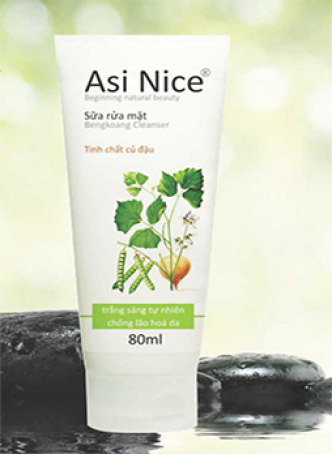 Asi Nice®
Beginning natural beauty
Sữa rửa mặt
Bengkoang Cleanser
Tinh chất củ đậu
trắng sáng tự nhiên
chống lão hoá da
80ml